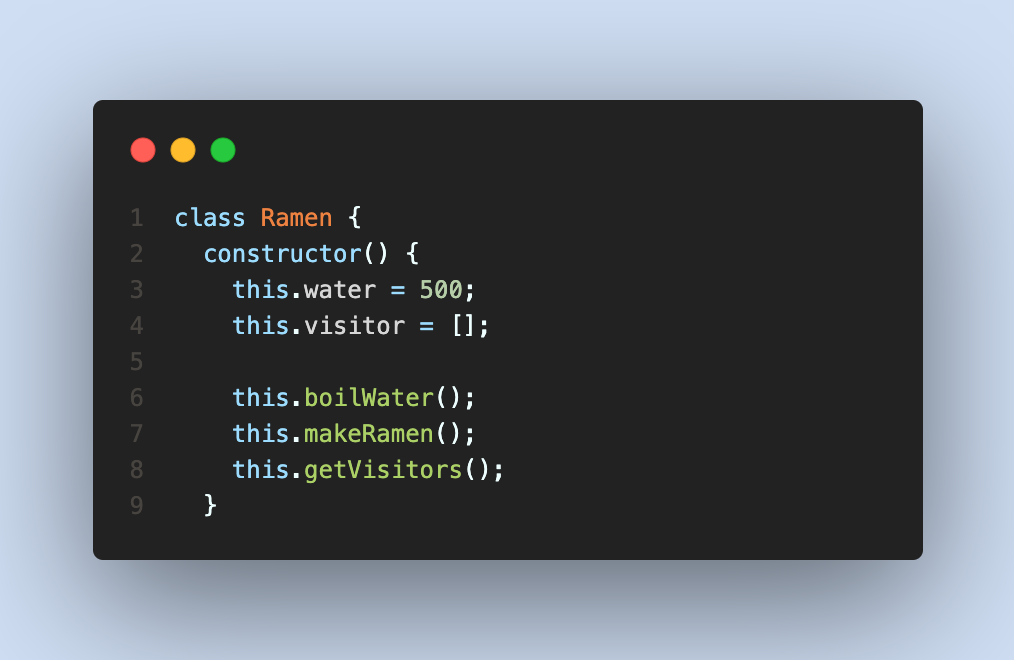 1 class Ramen {
2   constructor() {
3     this.water = 500;
4     this.visitor = [];
5
6     this.boilWater();
7     this.makeRamen();
8     this.getVisitors();
9   }